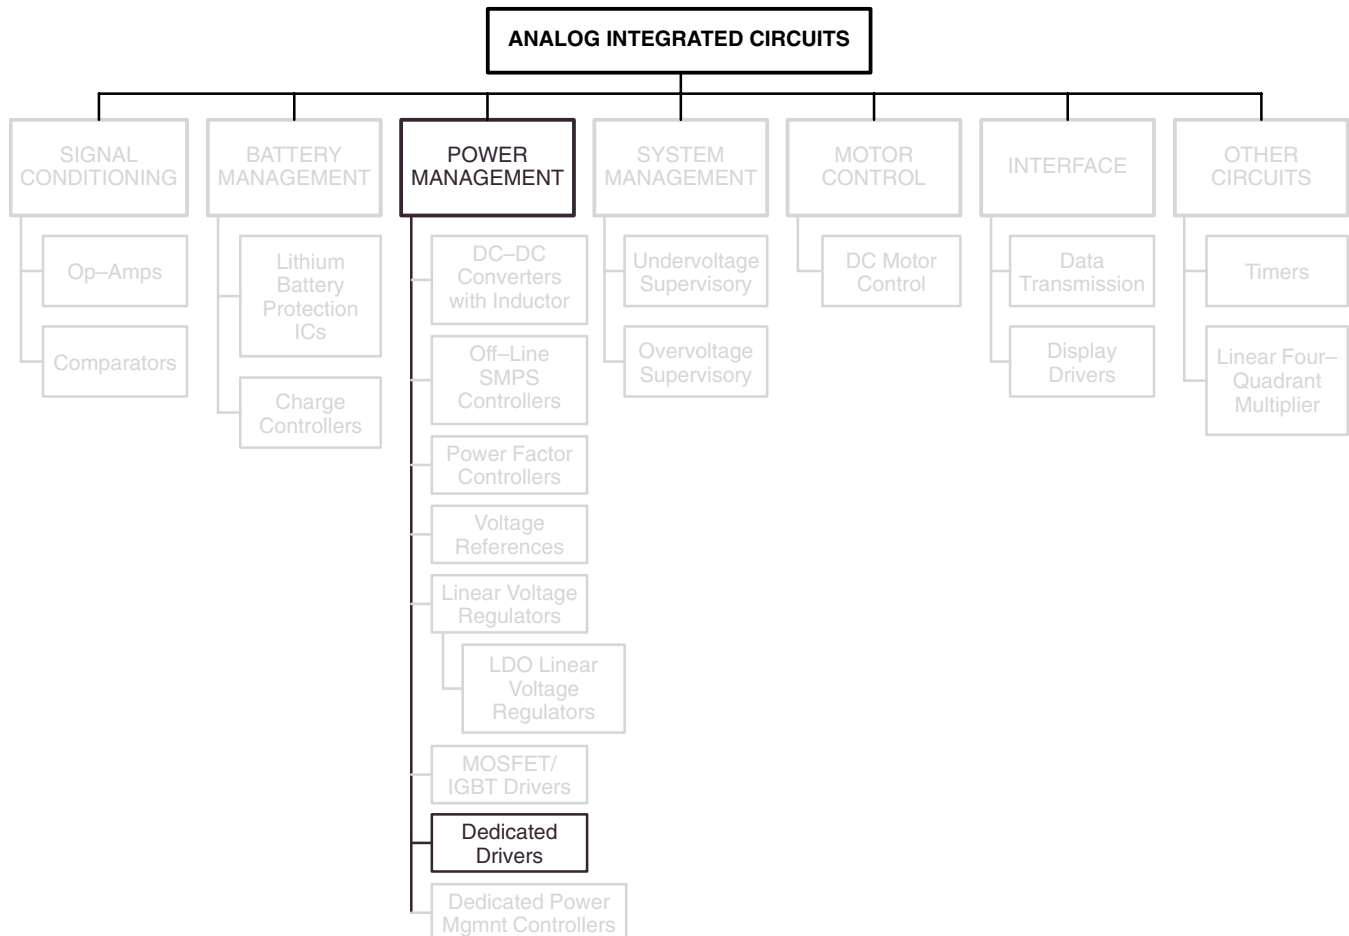 ANALOG INTEGRATED CIRCUITS
SIGNAL
CONDITIONING
Op–Amps
Comparators
BATTERY
MANAGEMENT
Lithium
Battery
Protection
ICs
Charge
Controllers
POWER
MANAGEMENT
DC–DC
Converters
with Inductor
Off–Line
SMPS
Controllers
Power Factor
Controllers
Voltage
References
Linear Voltage
Regulators
LDO Linear
Voltage
Regulators
MOSFET/
IGBT Drivers
Dedicated
Drivers
Dedicated Power
Mgmnt Controllers
SYSTEM
MANAGEMENT
Undervoltage
Supervisory
Overvoltage
Supervisory
MOTOR
CONTROL
DC Motor
Control
INTERFACE
Data
Transmission
Display
Drivers
OTHER
CIRCUITS
Timers
Linear Four–
Quadrant
Multiplier